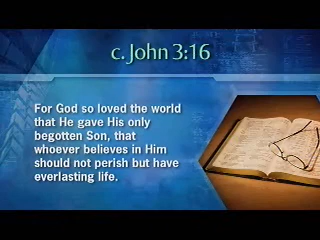 c. John 3:16
For God so loved the world
that He gave His only
begotten Son, that
whoever believes in Him
should not perish but have
everlasting life.